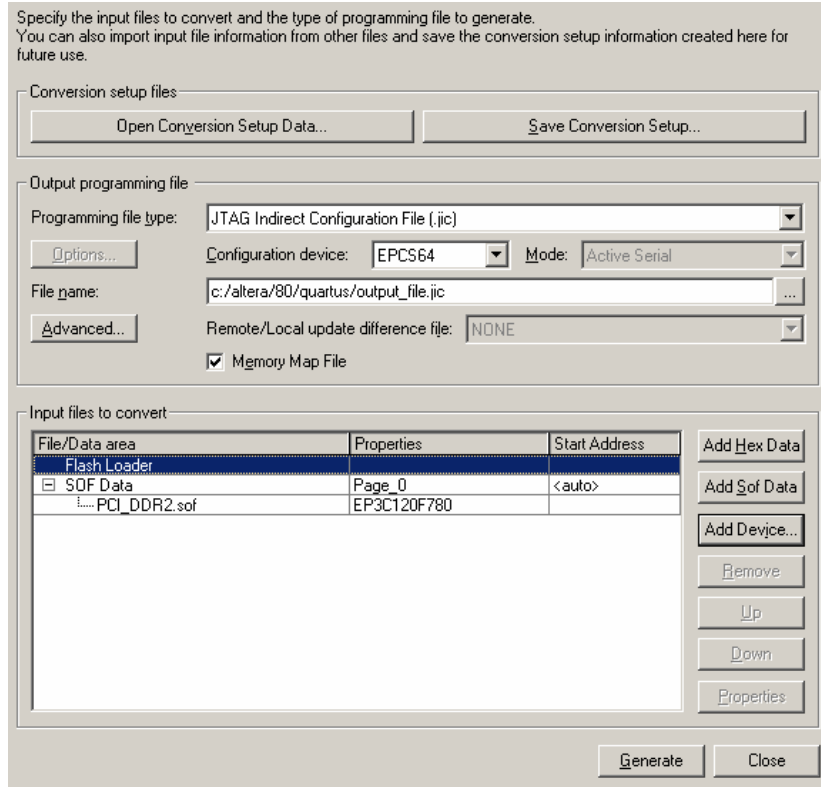 Specify the input files to convert and the type of programming file to generate.
You can also import input file information from other files and save the conversion setup information created here for
future use.
Conversion setup files
Open Conversion Setup Data...
Save Conversion Setup...
Output programming file
Programming file type:
JTAG Indirect Configuration File (.jic)
Options...
Configuration device:
EPCS64
Mode:
Active Serial
File name:
c:/altera/80/quartus/output_file.jic
...
Advanced...
Remote/Local update difference file:
NONE
Memory Map File
Input files to convert
File/Data area
Properties
Start Address
Add Hex Data
Flash Loader
SOF Data
Page_0
<auto>
Add Sof Data
PCI_DDR2.sof
EP3C120F780
Add Device...
Remove
Up
Down
Properties
Generate
Close